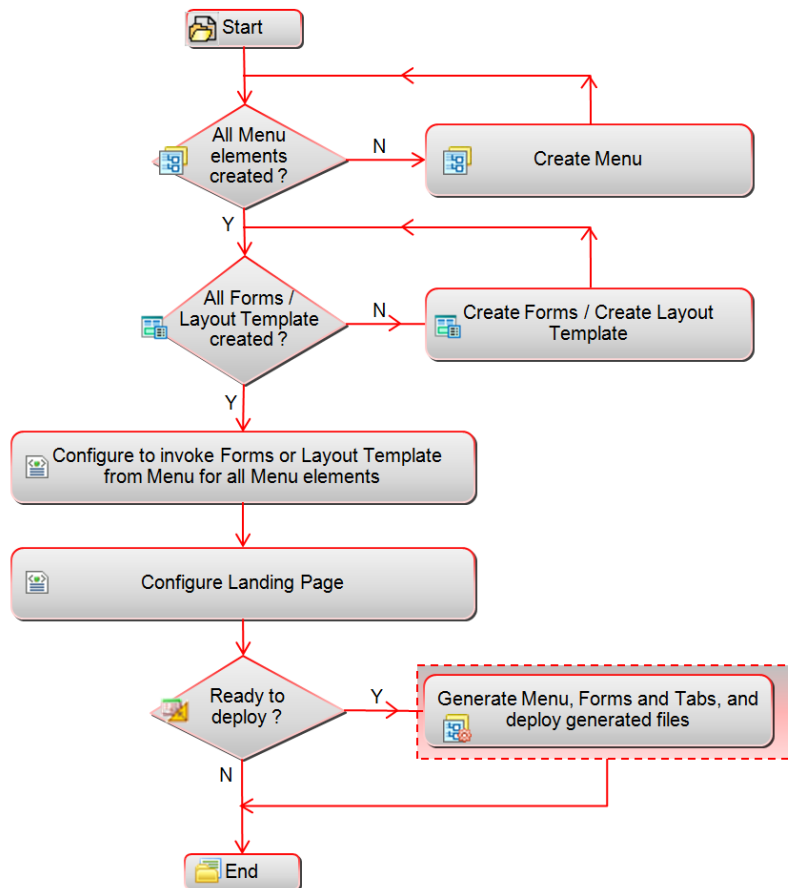 Start
All Menu
elements
created ?
N
Create Menu
Y
All Forms /
Layout Template
created ?
N
Create Forms / Create Layout
Template
Y
Configure to invoke Forms or Layout Template
from Menu for all Menu elements
Configure Landing Page
Ready to
deploy ?
Y
Generate Menu, Forms and Tabs, and
deploy generated files
N
End